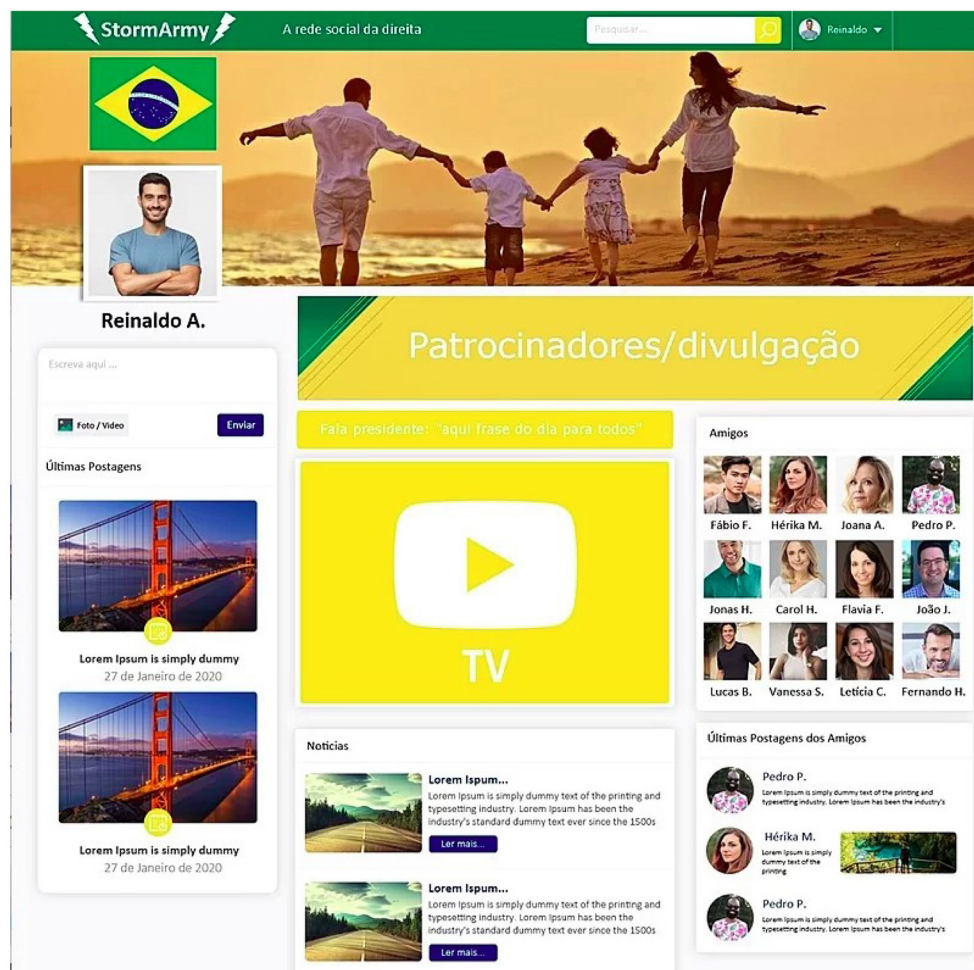 StormArmy
A rede social da direita
Pesquisar...
Reinaldo
Reinaldo A.
Escreva aqui ...
Foto / Video
Enviar
Últimas Postagens
Lorem Ipsum is simply dummy
27 de Janeiro de 2020
Lorem Ipsum is simply dummy
27 de Janeiro de 2020
Patrocinadores/divulgação
Fala presidente: "aqui frase do dia para todos"
TV
Noticias
Lorem Ispum...
Lorem Ipsum is simply dummy text of the printing and
typesetting industry. Lorem Ipsum has been the
industry's standard dummy text ever since the 1500s
Ler mais...
Lorem Ispum...
Lorem Ipsum is simply dummy text of the printing and
typesetting industry. Lorem Ipsum has been the
industry's standard dummy text ever since the 1500s
Ler mais...
Amigos
Fábio F. Hérika M. Joana A. Pedro P.
Jonas H. Carol H. Flavia F. João J.
Lucas B. Vanessa S. Letícia C. Fernando H.
Últimas Postagens dos Amigos
Pedro P.
Lorem Ipsum is simply dummy text of the printing and
typesetting industry. Lorem Ipsum has been the industry's
Hérika M.
Lorem Ipsum is simply
dummy text of the
printing
Pedro P.
Lorem Ipsum is simply dummy text of the printing and
typesetting industry. Lorem Ipsum has been the industry's